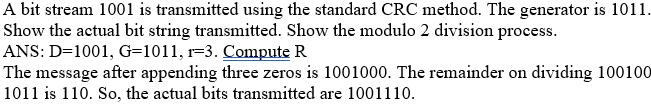 A bit stream 1001 is transmitted using the standard CRC method. The generator is 1011.
Show the actual bit string transmitted. Show the modulo 2 division process.
ANS: D=1001, G=1011, r=3. Compute R
The message after appending three zeros is 1001000. The remainder on dividing 100100
1011 is 110. So, the actual bits transmitted are 1001110.